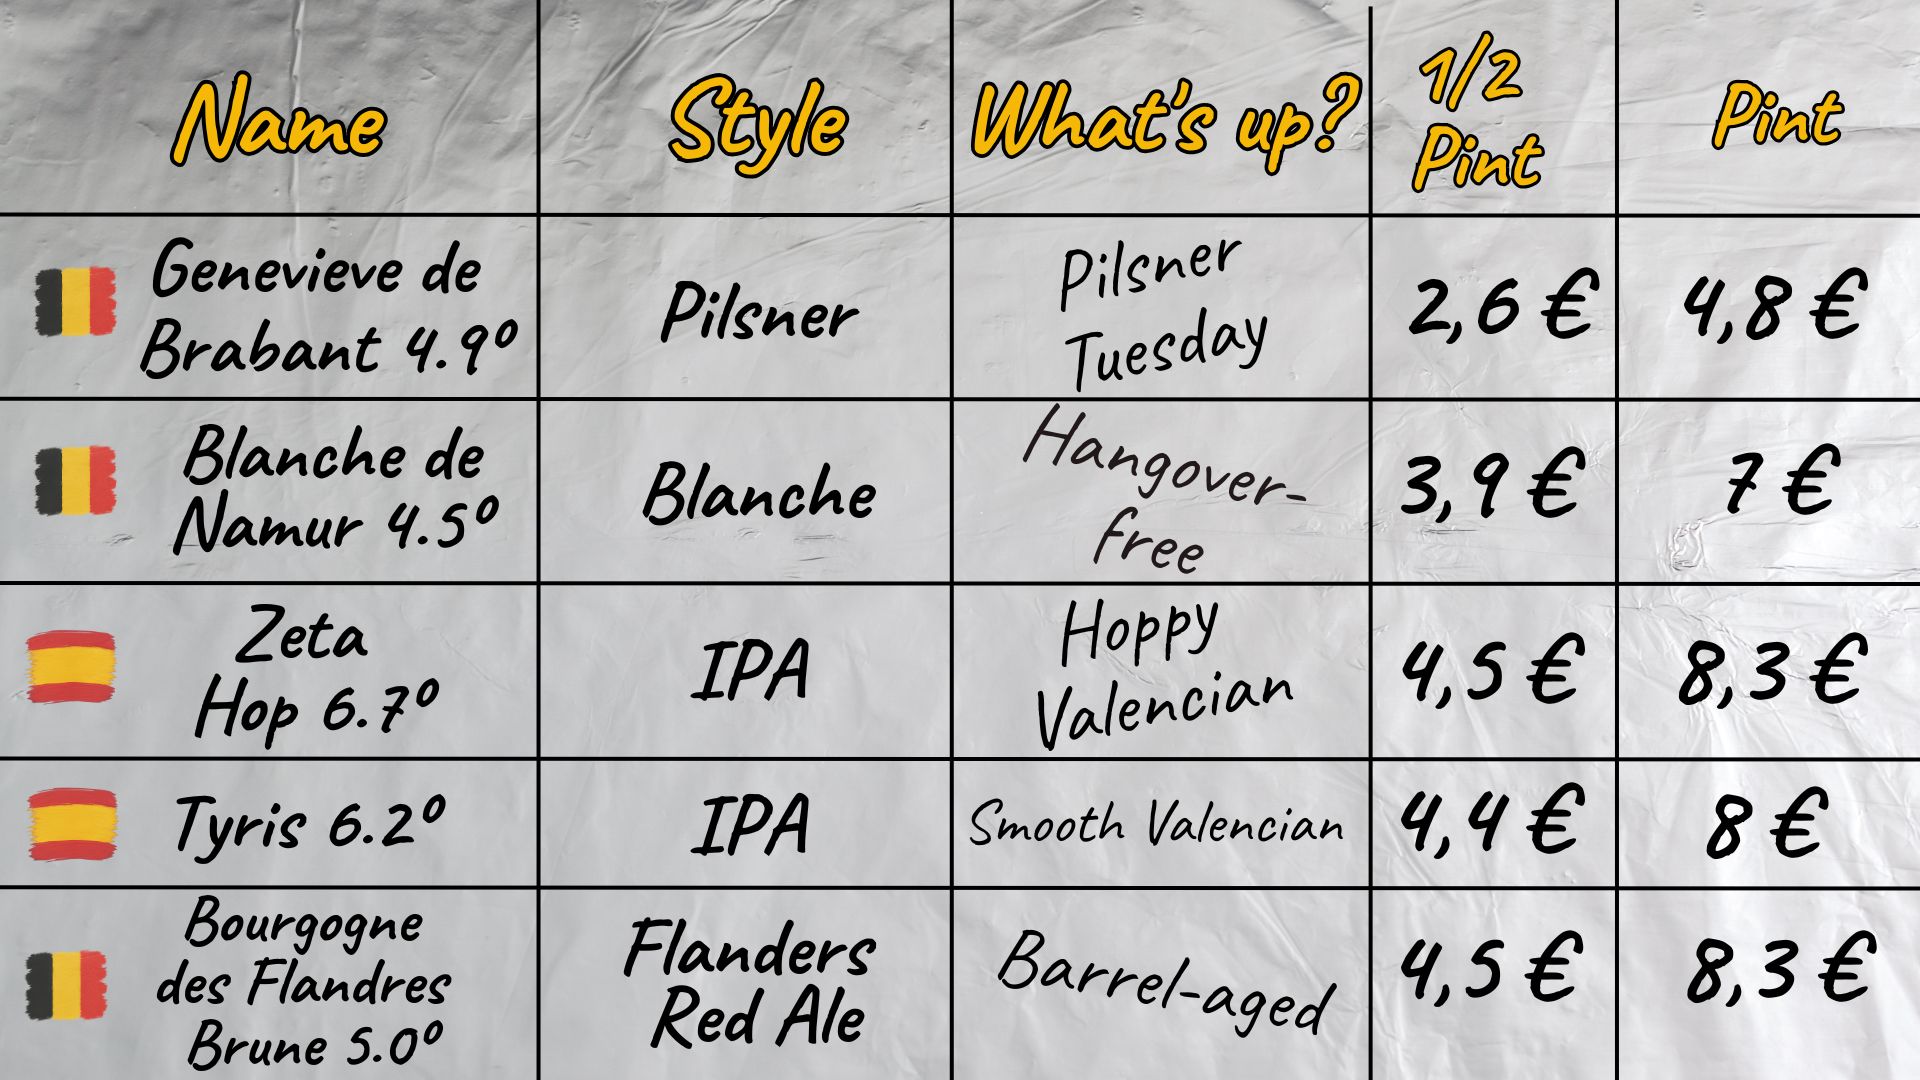 Name
Style
What's up?
1/2
Pint
Pint
Genevieve de
Brabant 4.9º
Pilsner
Pilsner
Tuesday
2,6 €
4,8 €
Blanche de
Namur 4.5º
Blanche
Hangover-
free
3,9 €
7 €
Zeta
Hop 6.7º
IPA
Hoppy
Valencian
4,5 €
8,3 €
Tyris 6.2º
IPA
Smooth Valencian
4,4 €
8 €
Bourgogne
des Flandres
Brune 5.0º
Flanders
Red Ale
Barrel-aged
4,5 €
8,3 €